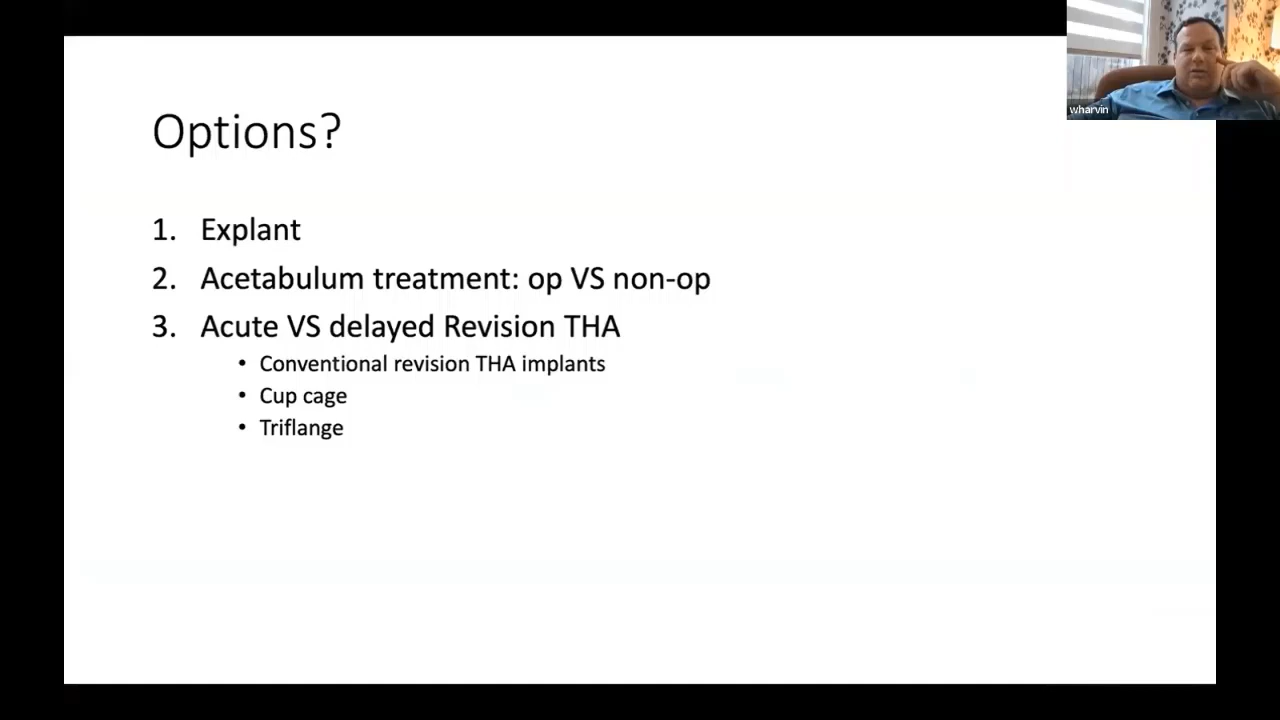 wharvin
Options?
1. Explant
2. Acetabulum treatment: op VS non-op
3. Acute VS delayed Revision THA
• Conventional revision THA implants
• Cup cage
• Triflange